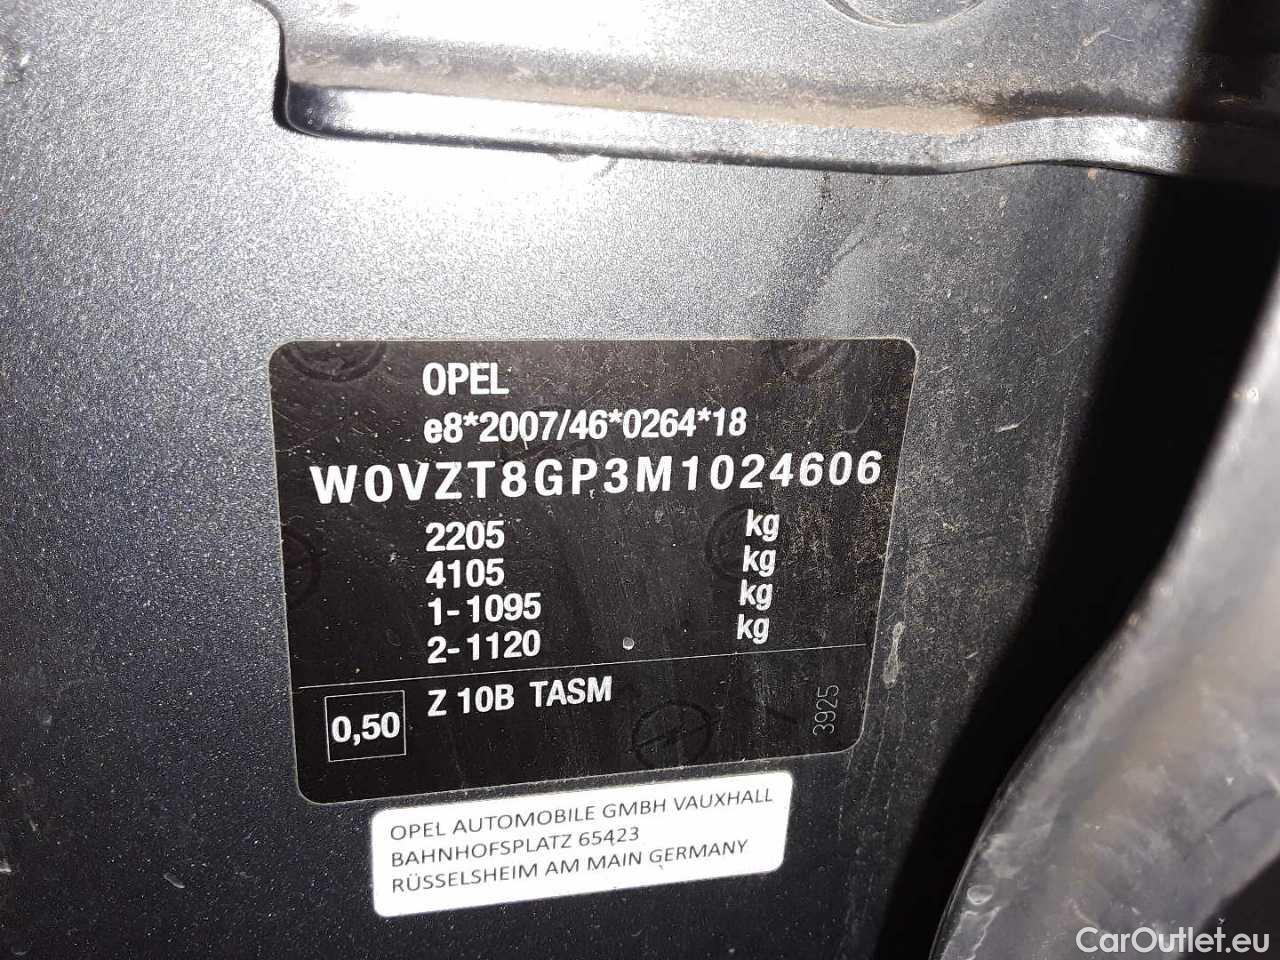 OPEL
e8*2007/46*0264*18
W0VZT8GP3M1024606
2205 kg
4105 kg
1-1095 kg
2-1120 kg
0,50 Z 10B TASM
3925
OPEL AUTOMOBILE GMBH VAUXHALL
BAHNHOFSPLATZ 65423
RÜSSELSHEIM AM MAIN GERMANY
CarOutlet.eu